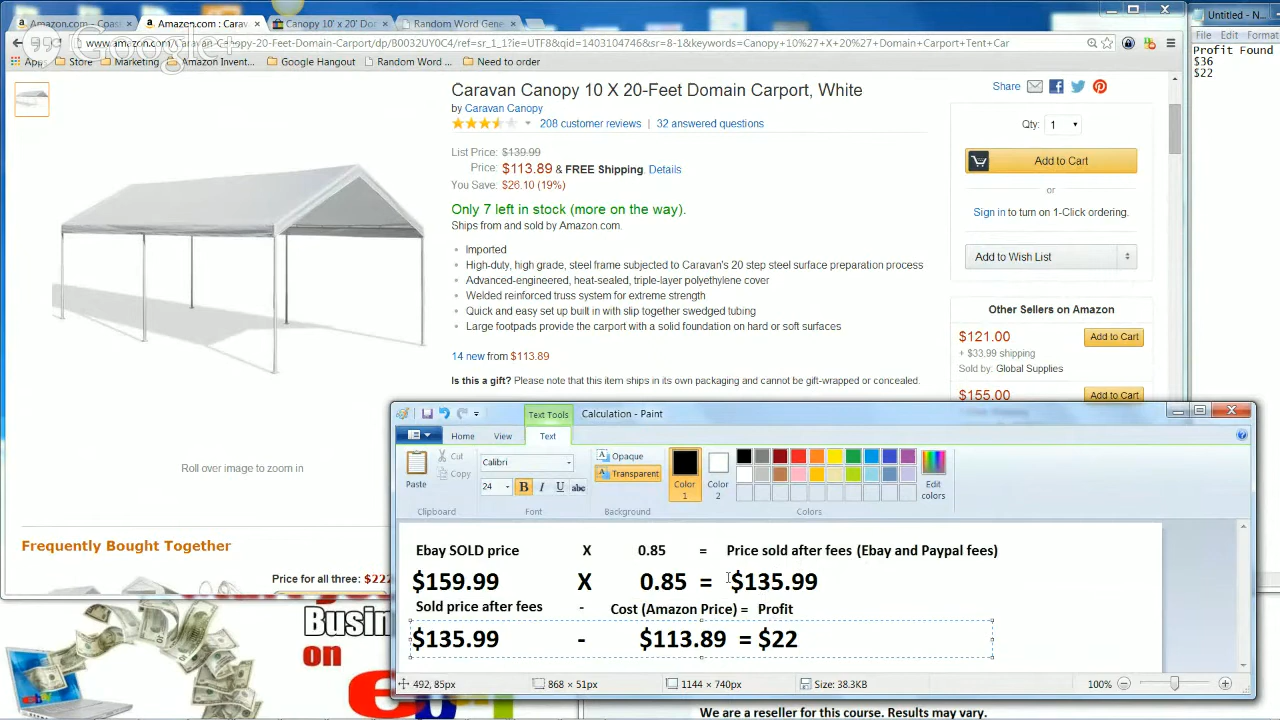 Amazon.com : Coas
Amazon.com : Carav
Canopy 10' x 20' Dom
Random Word Gene
Google+
www.amazon.com/Caravan-Canopy-20-Feet-Domain-Carport/dp/B0032UY0C4/ref=sr_1_1?ie=UTF8&qid=1403104746&sr=8-1&keywords=Canopy+10%27+X+20%27+Domain+Carport+Tent+Car
Apps
Store
Marketing
Amazon Invent...
Google Hangout
Random Word ...
Need to order
Untitled - N
File Edit Format
Profit Found
$36
$22
Caravan Canopy 10 X 20-Feet Domain Carport, White
by Caravan Canopy
208 customer reviews | 32 answered questions
List Price: $139.99
Price: $113.89 & FREE Shipping. Details
You Save: $26.10 (19%)
Only 7 left in stock (more on the way).
Ships from and sold by Amazon.com.
Imported
High-duty, high grade, steel frame subjected to Caravan's 20 step steel surface preparation process
Advanced-engineered, heat-sealed, triple-layer polyethylene cover
Welded reinforced truss system for extreme strength
Quick and easy set up built in with slip together swedged tubing
Large footpads provide the carport with a solid foundation on hard or soft surfaces
14 new from $113.89
Is this a gift? Please note that this item ships in its own packaging and cannot be gift-wrapped or concealed.
Roll over image to zoom in
Frequently Bought Together
Price for all three: $222
Share
Qty: 1
Add to Cart
or
Sign in to turn on 1-Click ordering.
Add to Wish List
Other Sellers on Amazon
$121.00 Add to Cart
+ $33.99 shipping
Sold by: Global Supplies
$155.00 Add to Cart
Text Tools
Calculation - Paint
Home View Text
Paste
Cut
Copy
Clipboard
Calibri
24 B I U abc
Font
Opaque
Transparent
Background
Color 1
Color 2
Edit colors
Colors
Ebay SOLD price X 0.85 = Price sold after fees (Ebay and Paypal fees)
$159.99 X 0.85 = $135.99
Sold price after fees - Cost (Amazon Price) = Profit
$135.99 - $113.89 = $22
492, 85px
868 × 51px
1144 × 740px
Size: 38.3KB
100%
Busin
on
We are a reseller for this course. Results may vary.